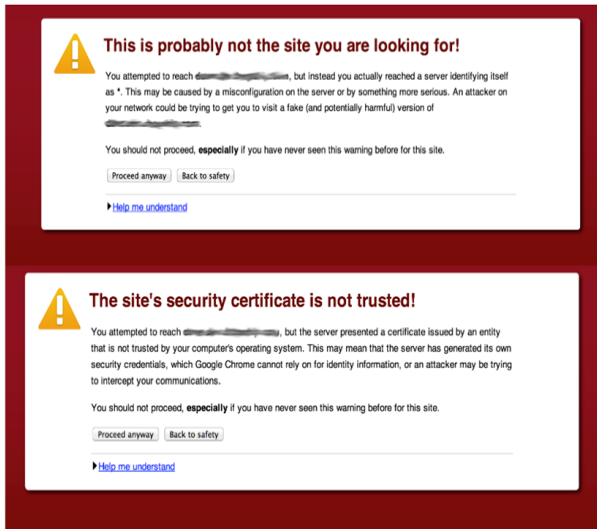 This is probably not the site you are looking for!
You attempted to reach , but instead you actually reached a server identifying itself
as *. This may be caused by a misconfiguration on the server or by something more serious. An attacker on
your network could be trying to get you to visit a fake (and potentially harmful) version of
.
You should not proceed, especially if you have never seen this warning before for this site.
Proceed anyway Back to safety
Help me understand
The site's security certificate is not trusted!
You attempted to reach , but the server presented a certificate issued by an entity
that is not trusted by your computer's operating system. This may mean that the server has generated its own
security credentials, which Google Chrome cannot rely on for identity information, or an attacker may be trying
to intercept your communications.
You should not proceed, especially if you have never seen this warning before for this site.
Proceed anyway Back to safety
Help me understand